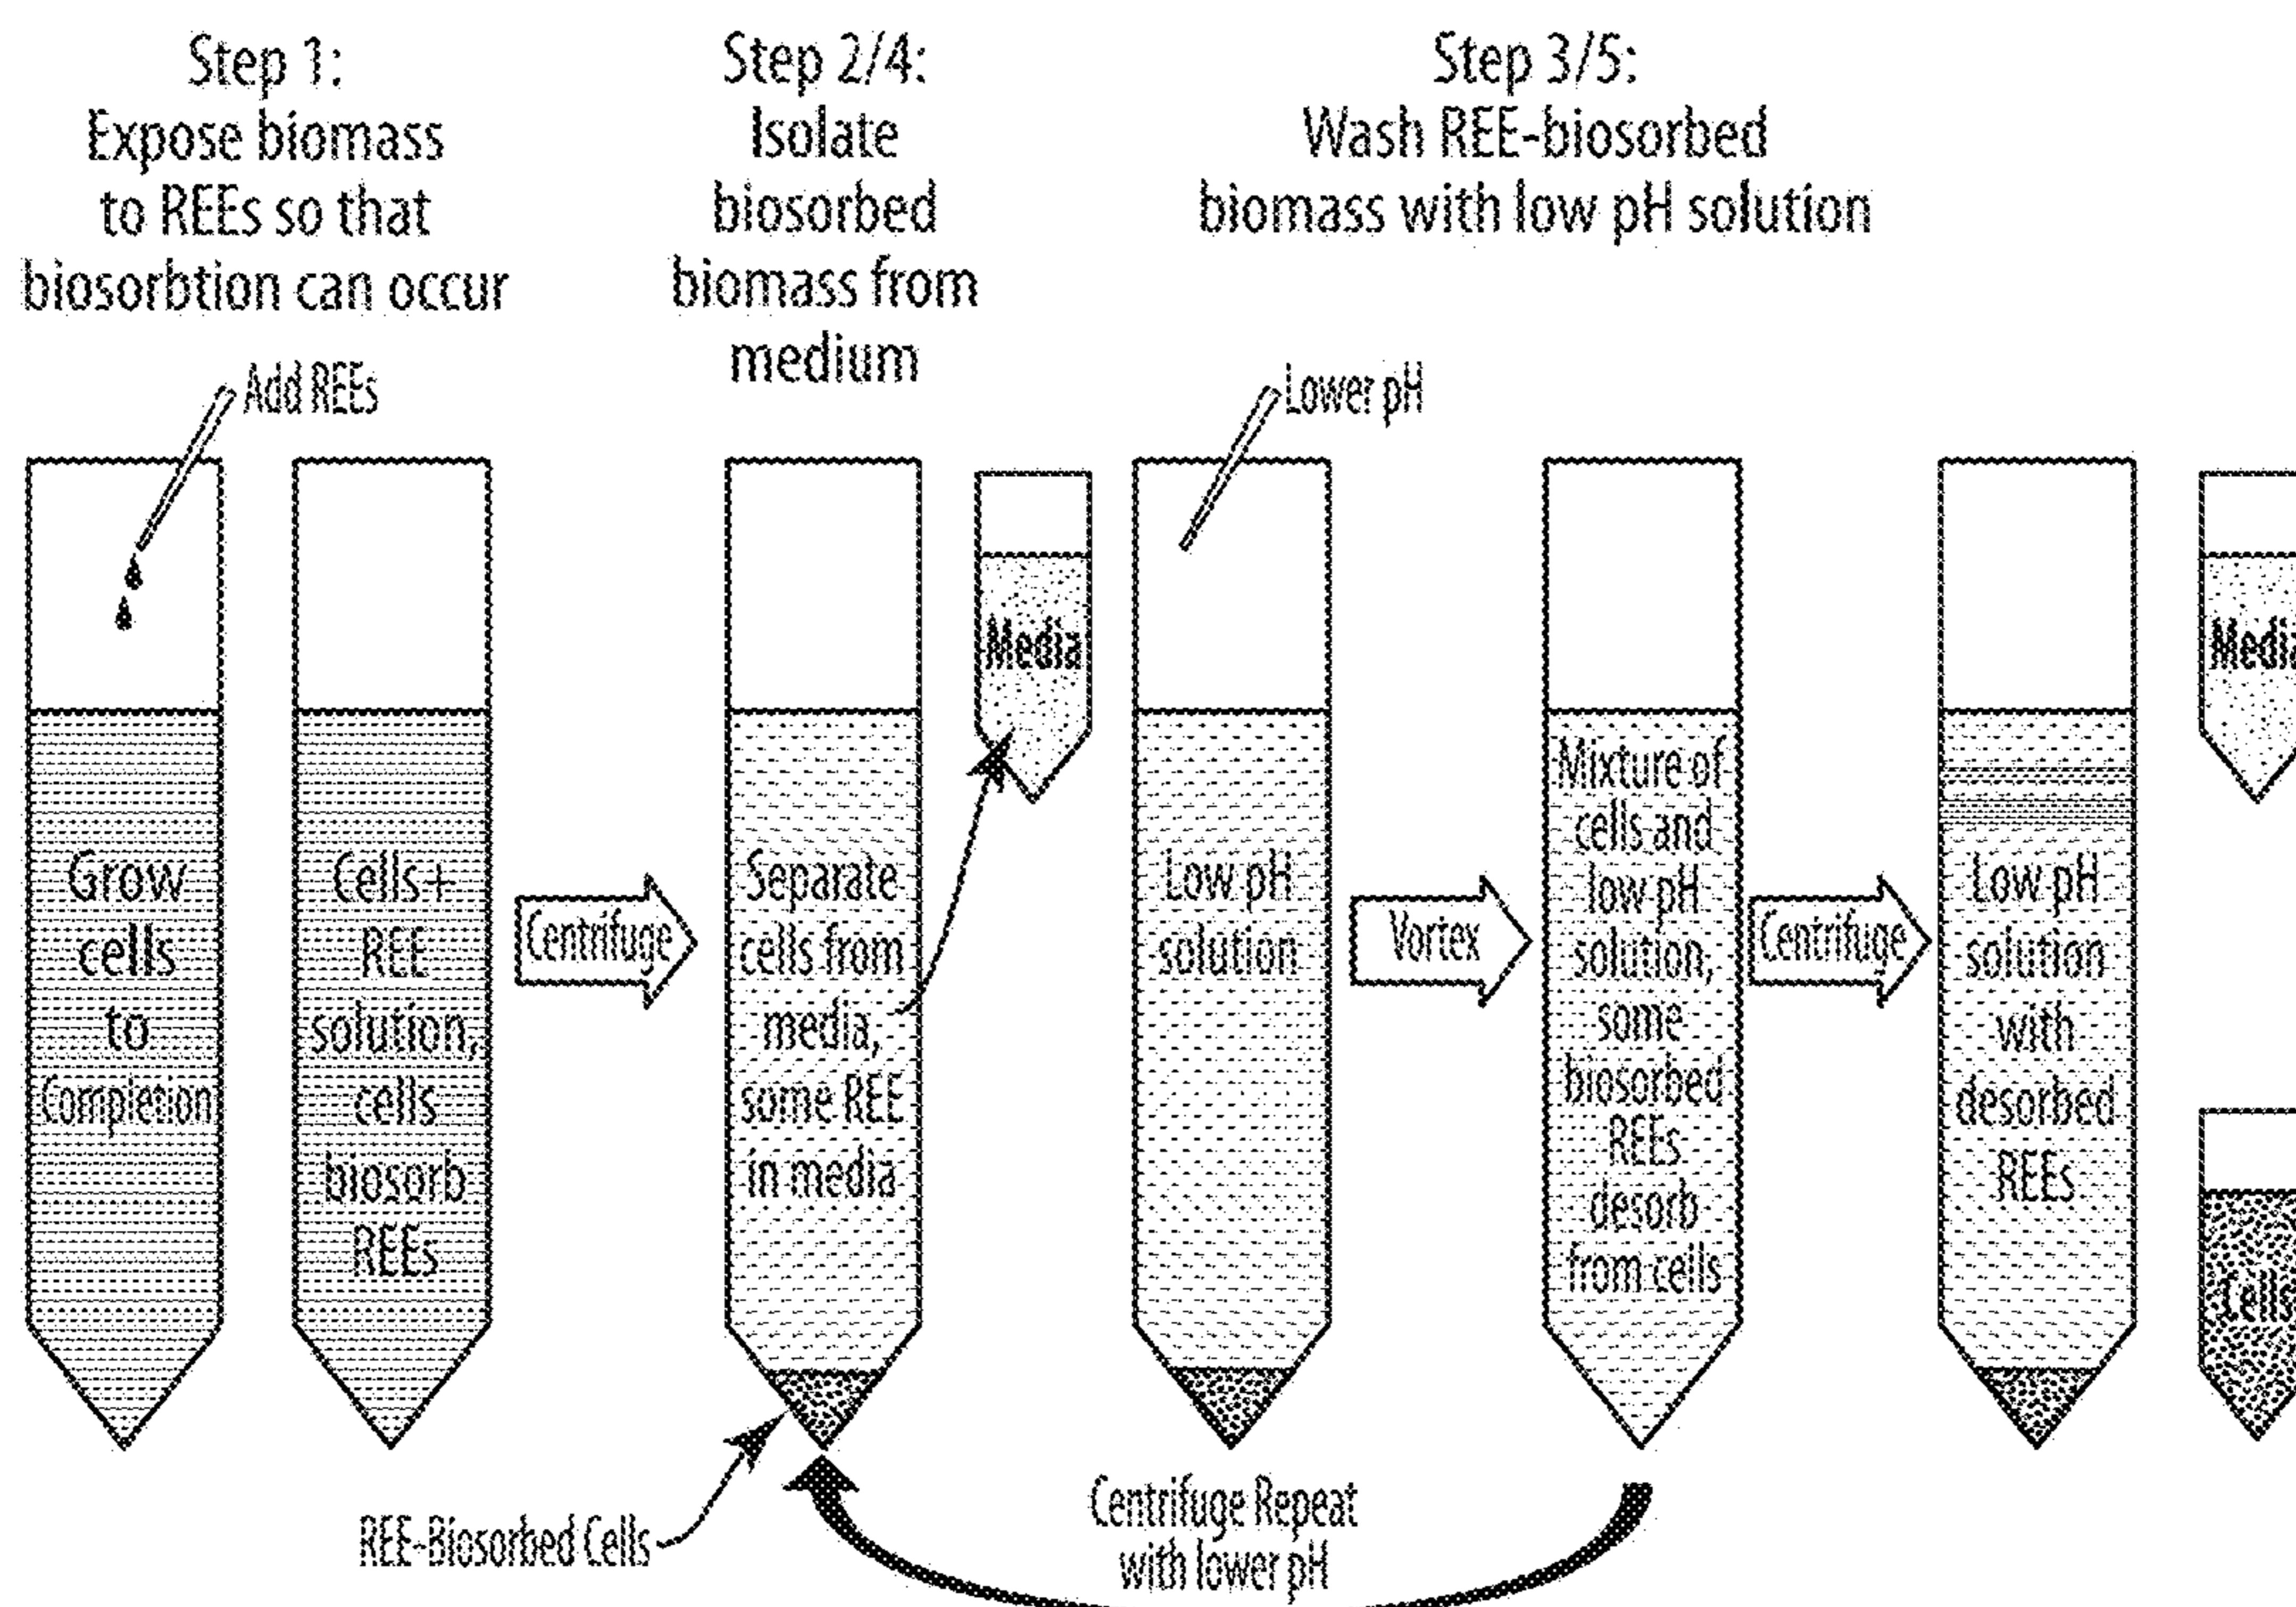 Step 1:
Expose biomass
to REEs so that
biosorbtion can occur
Add REEs
Grow
cells
to
Completion
Cells+
REE
solution,
cells
biosorb
REEs
Centrifuge
Step 2/4:
Isolate
biosorbed
biomass from
medium
Separate
cells from
media,
some REE
in media
Media
REE-Biosorbed Cells
Step 3/5:
Wash REE-biosorbed
biomass with low pH solution
Lower pH
Low pH
solution
Vortex
Mixture of
cells and
low pH
solution,
some
biosorbed
REEs
desorb
from cells
Centrifuge
Low pH
solution
with
desorbed
REEs
Media
Cells
Centrifuge Repeat
with lower pH